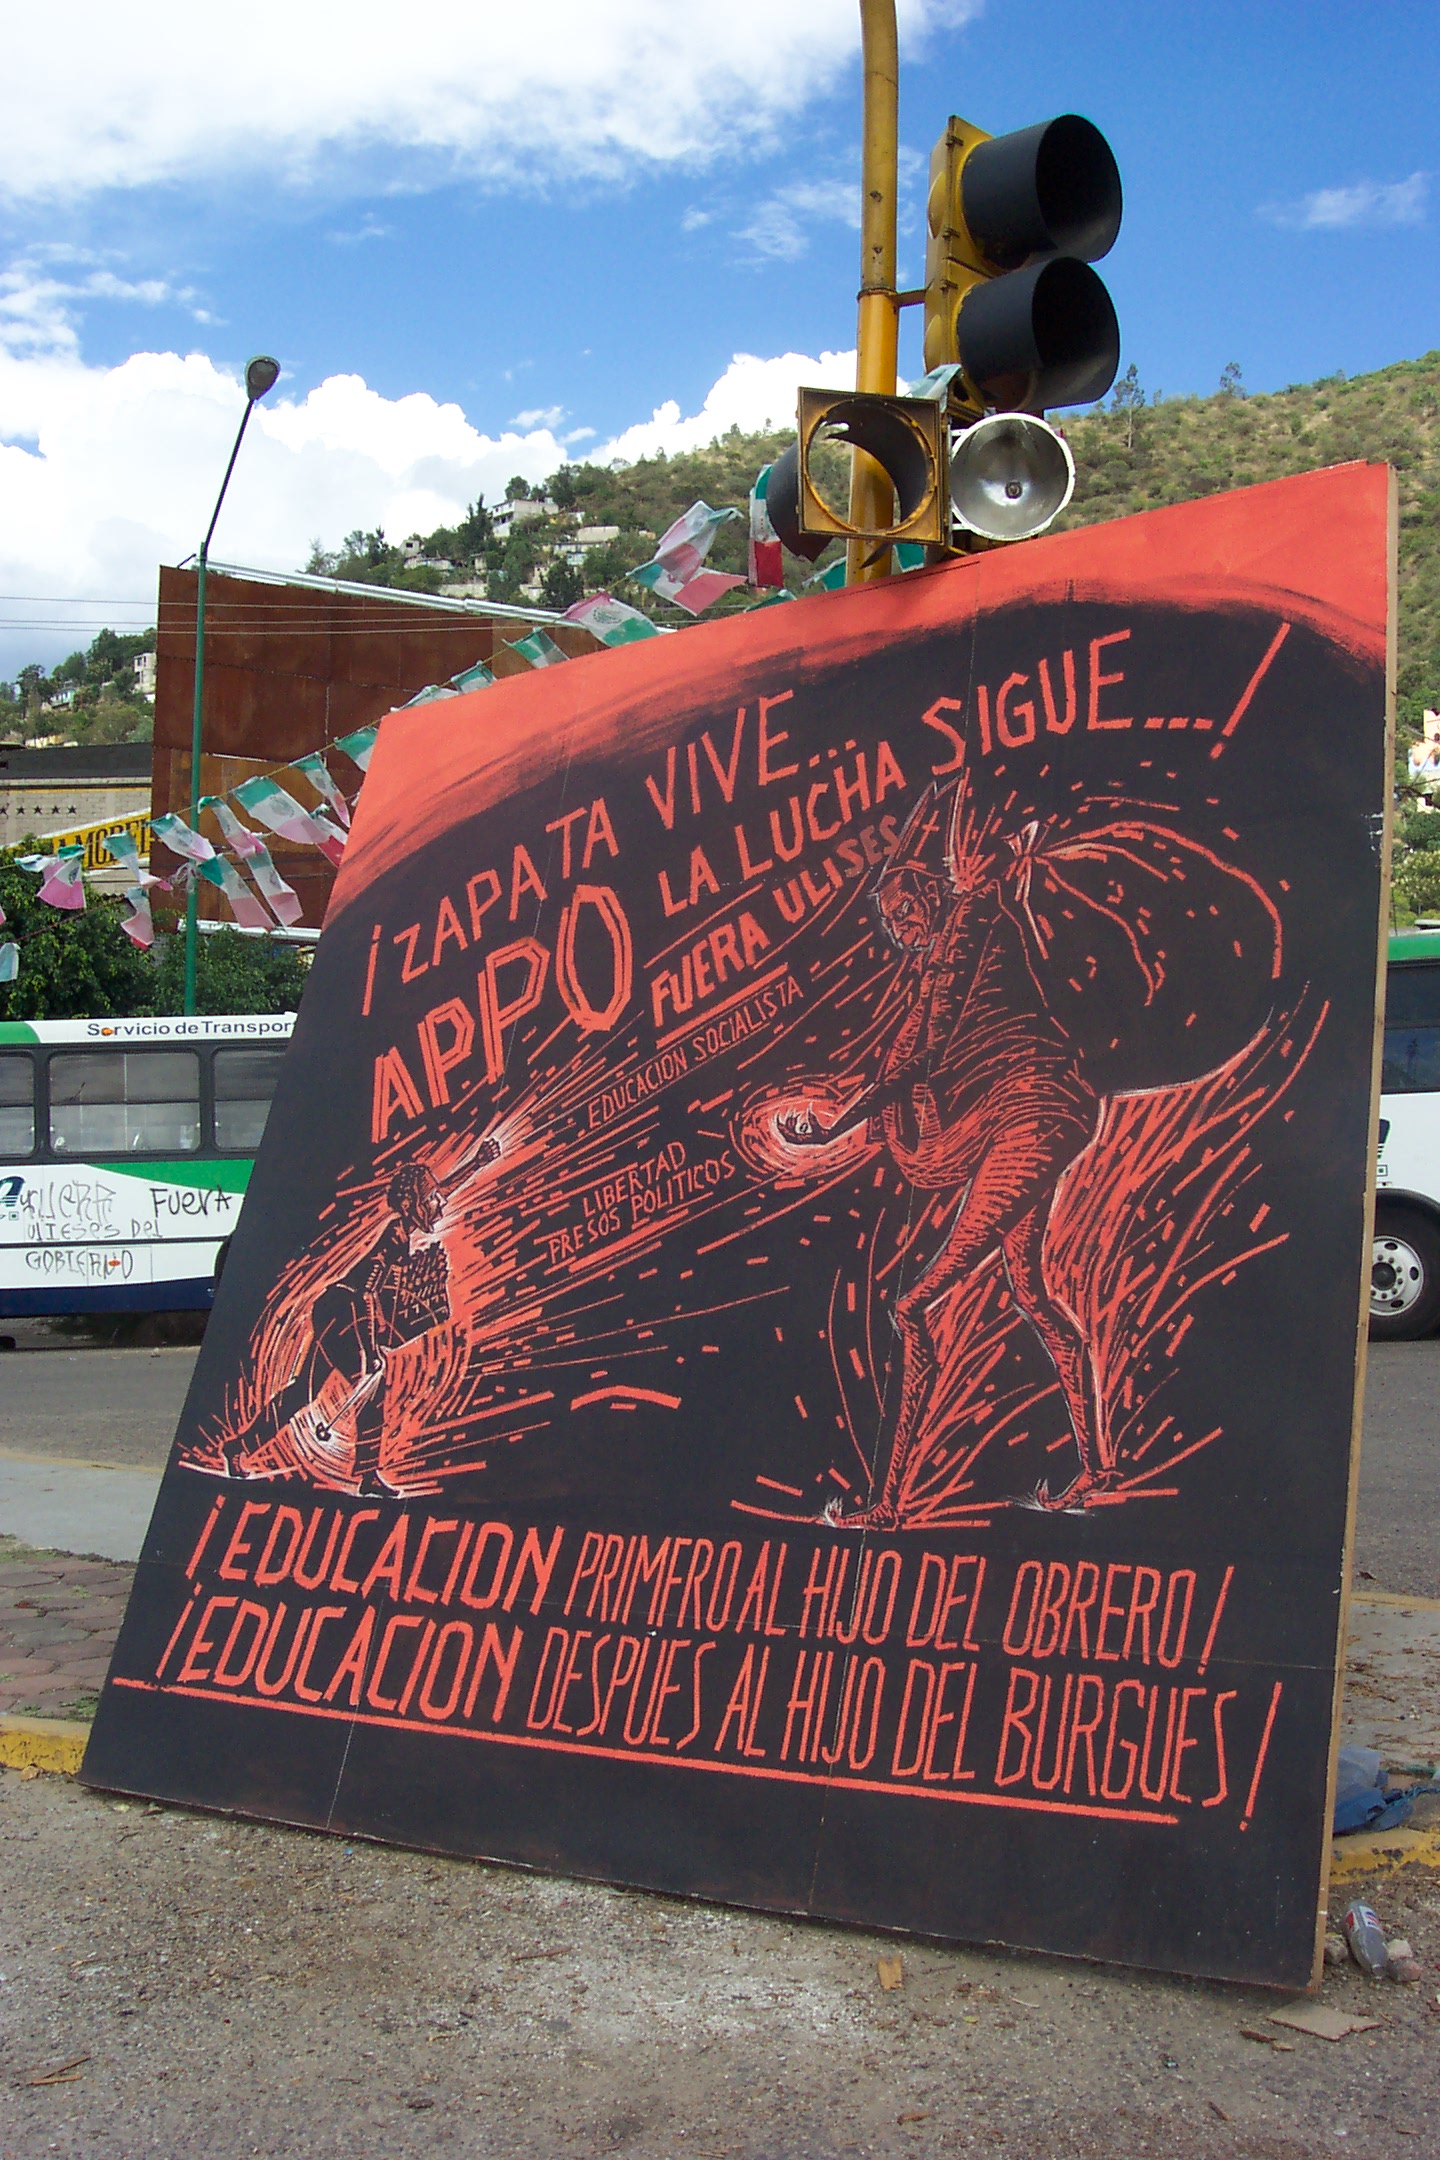 ¡ZAPATA VIVE...
LA LUCHA SIGUE...!
APPO
FUERA ULISES
EDUCACION SOCIALISTA
LIBERTAD
PRESOS POLITICOS
¡EDUCACION PRIMERO AL HIJO DEL OBRERO!
¡EDUCACION DESPUES AL HIJO DEL BURGUES!
Servicio de Transpor
FUERA
DEL
GOBIERNO